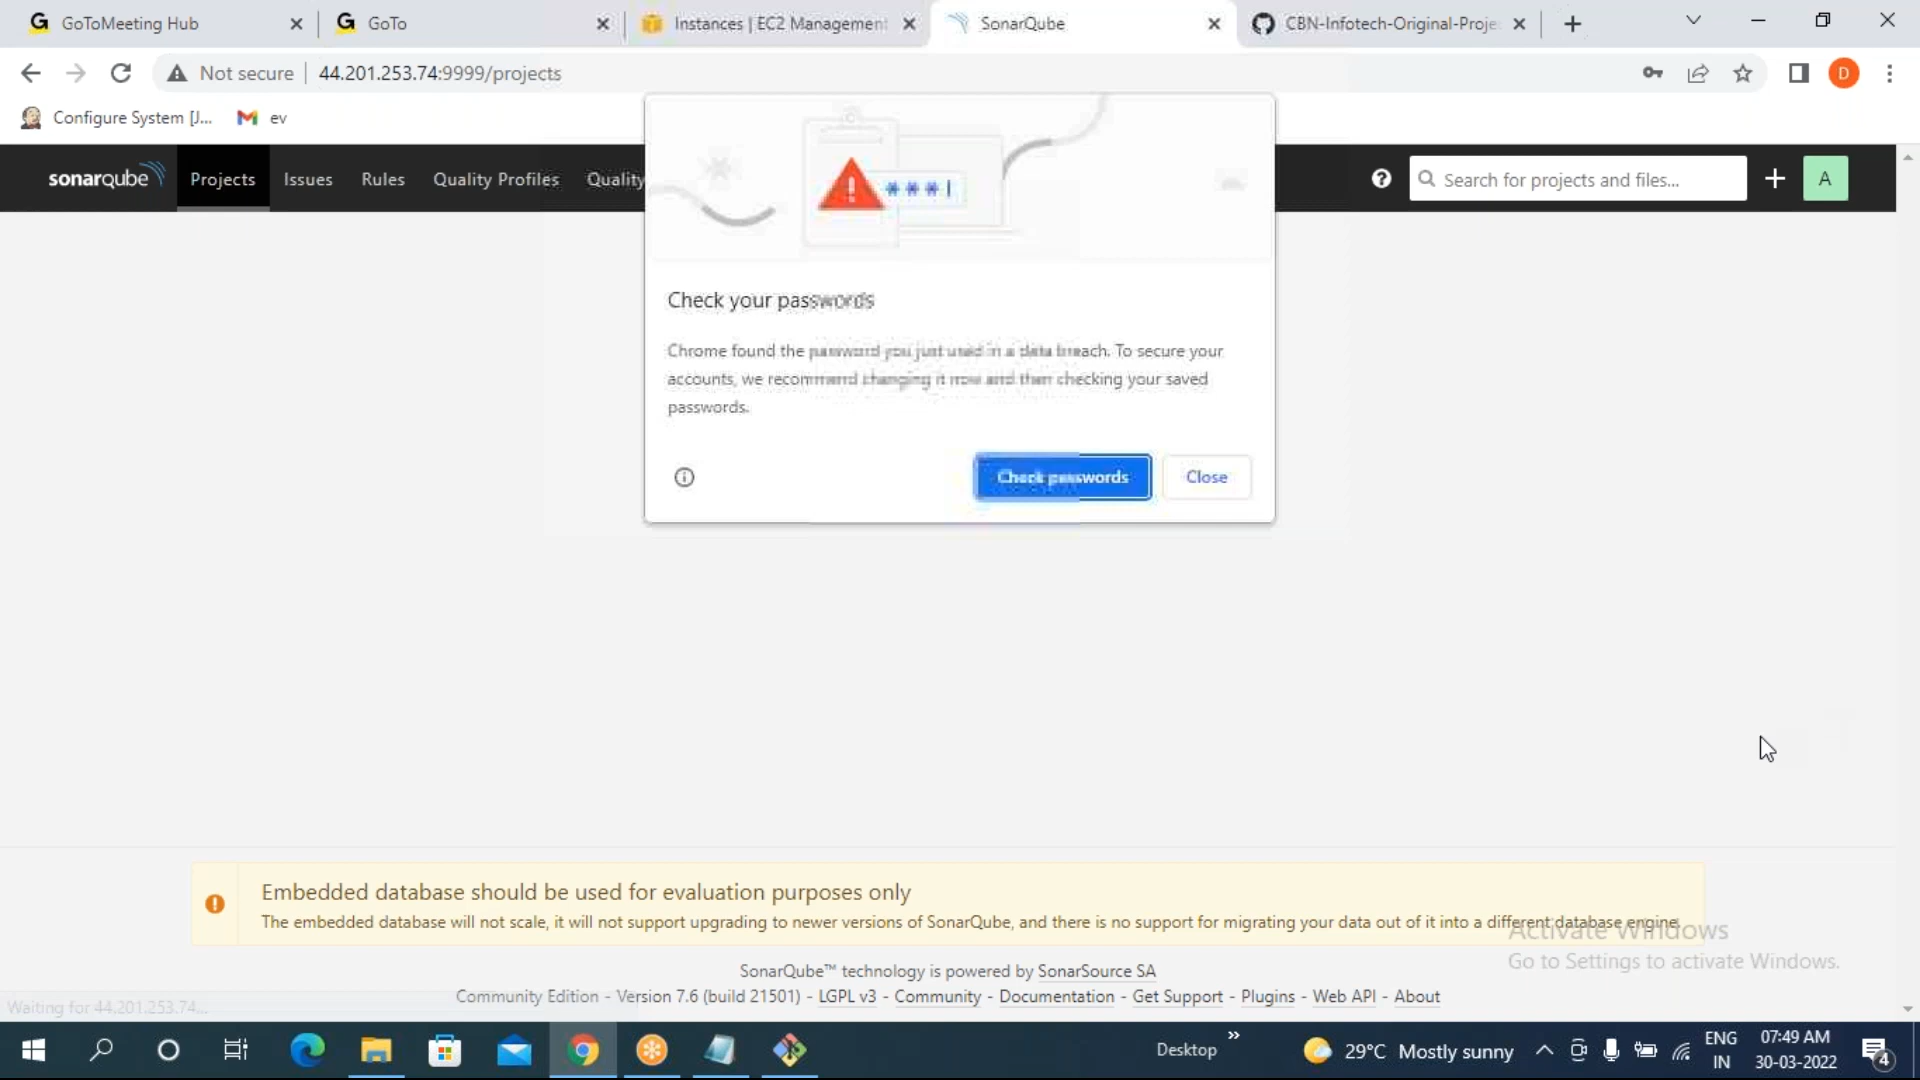 GoToMeeting Hub
GoTo
Instances | EC2 Management
SonarQube
CBN-Infotech-Original-Proje
Not secure
44.201.253.74:9999/projects
D
Configure System [J...
ev
sonarqube
Projects
Issues
Rules
Quality Profiles
Quality
Search for projects and files...
A
* * * |
Check your passwords
Chrome found the password you just used in a data breach. To secure your
accounts, we recommend changing it now and then checking your saved
passwords.
Check passwords
Close
Embedded database should be used for evaluation purposes only
The embedded database will not scale, it will not support upgrading to newer versions of SonarQube, and there is no support for migrating your data out of it into a different database engine.
Activate Windows
Go to Settings to activate Windows.
SonarQube™ technology is powered by SonarSource SA
Community Edition - Version 7.6 (build 21501) - LGPL v3 - Community - Documentation - Get Support - Plugins - Web API - About
Waiting for 44.201.253.74...
Desktop
29°C Mostly sunny
ENG
IN
07:49 AM
30-03-2022
4